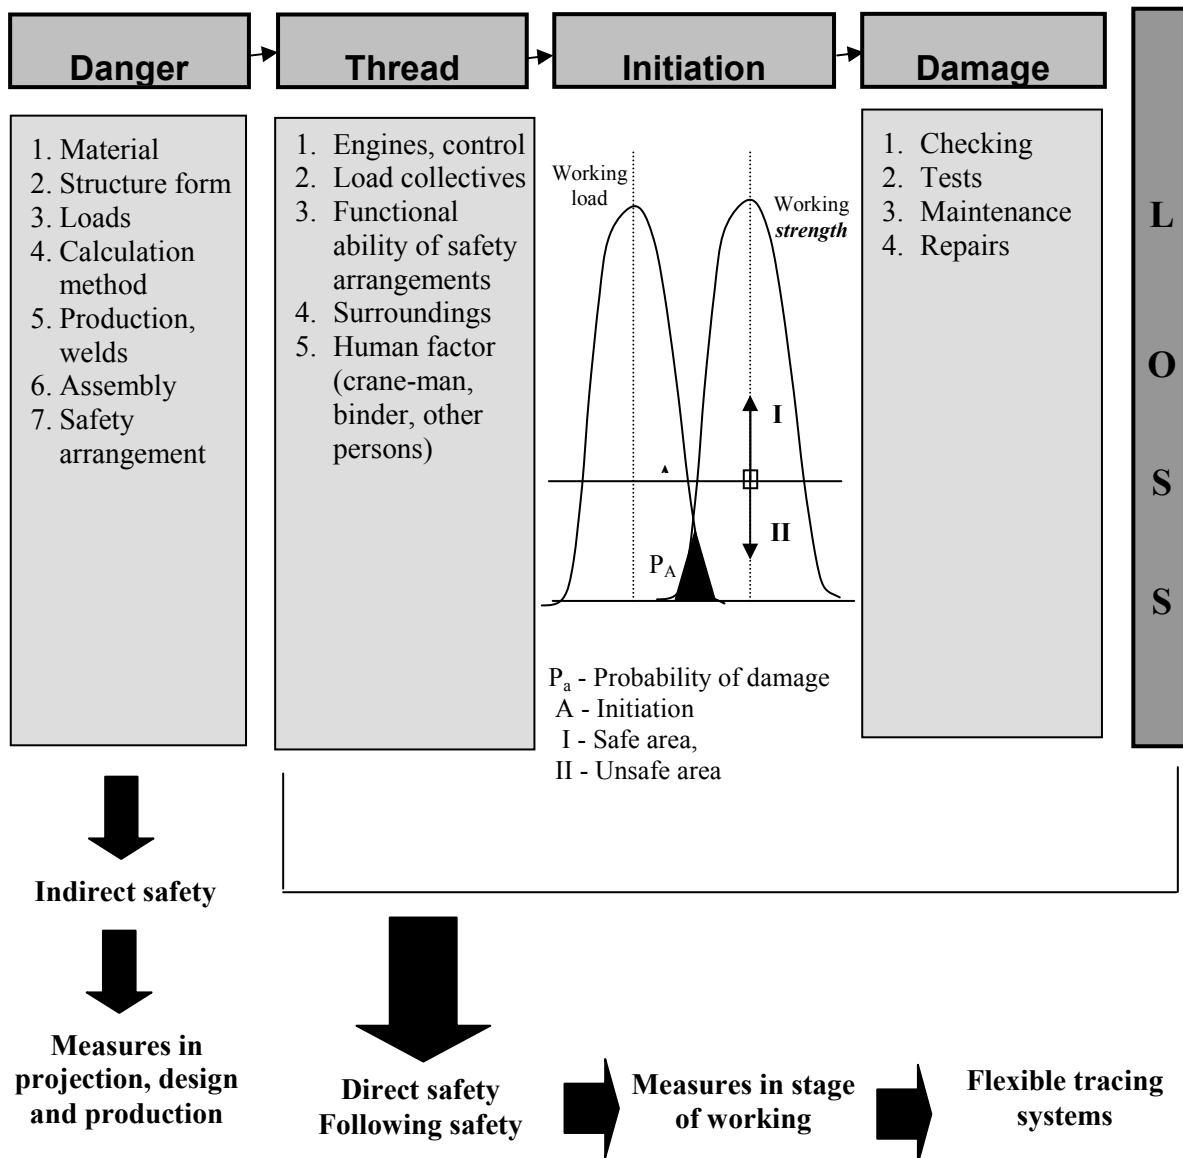 Danger
Thread
Initiation
Damage
L
O
S
S
1. Material
2. Structure form
3. Loads
4. Calculation
method
5. Production,
welds
6. Assembly
7. Safety
arrangement
1. Engines, control
2. Load collectives
3. Functional
ability of safety
arrangements
4. Surroundings
5. Human factor
(crane-man,
binder, other
persons)
Working
load
Working
strength
I
II
PA
Pa - Probability of damage
A - Initiation
I - Safe area,
II - Unsafe area
1. Checking
2. Tests
3. Maintenance
4. Repairs
Indirect safety
Measures in
projection, design
and production
Direct safety
Following safety
Measures in stage
of working
Flexible tracing
systems